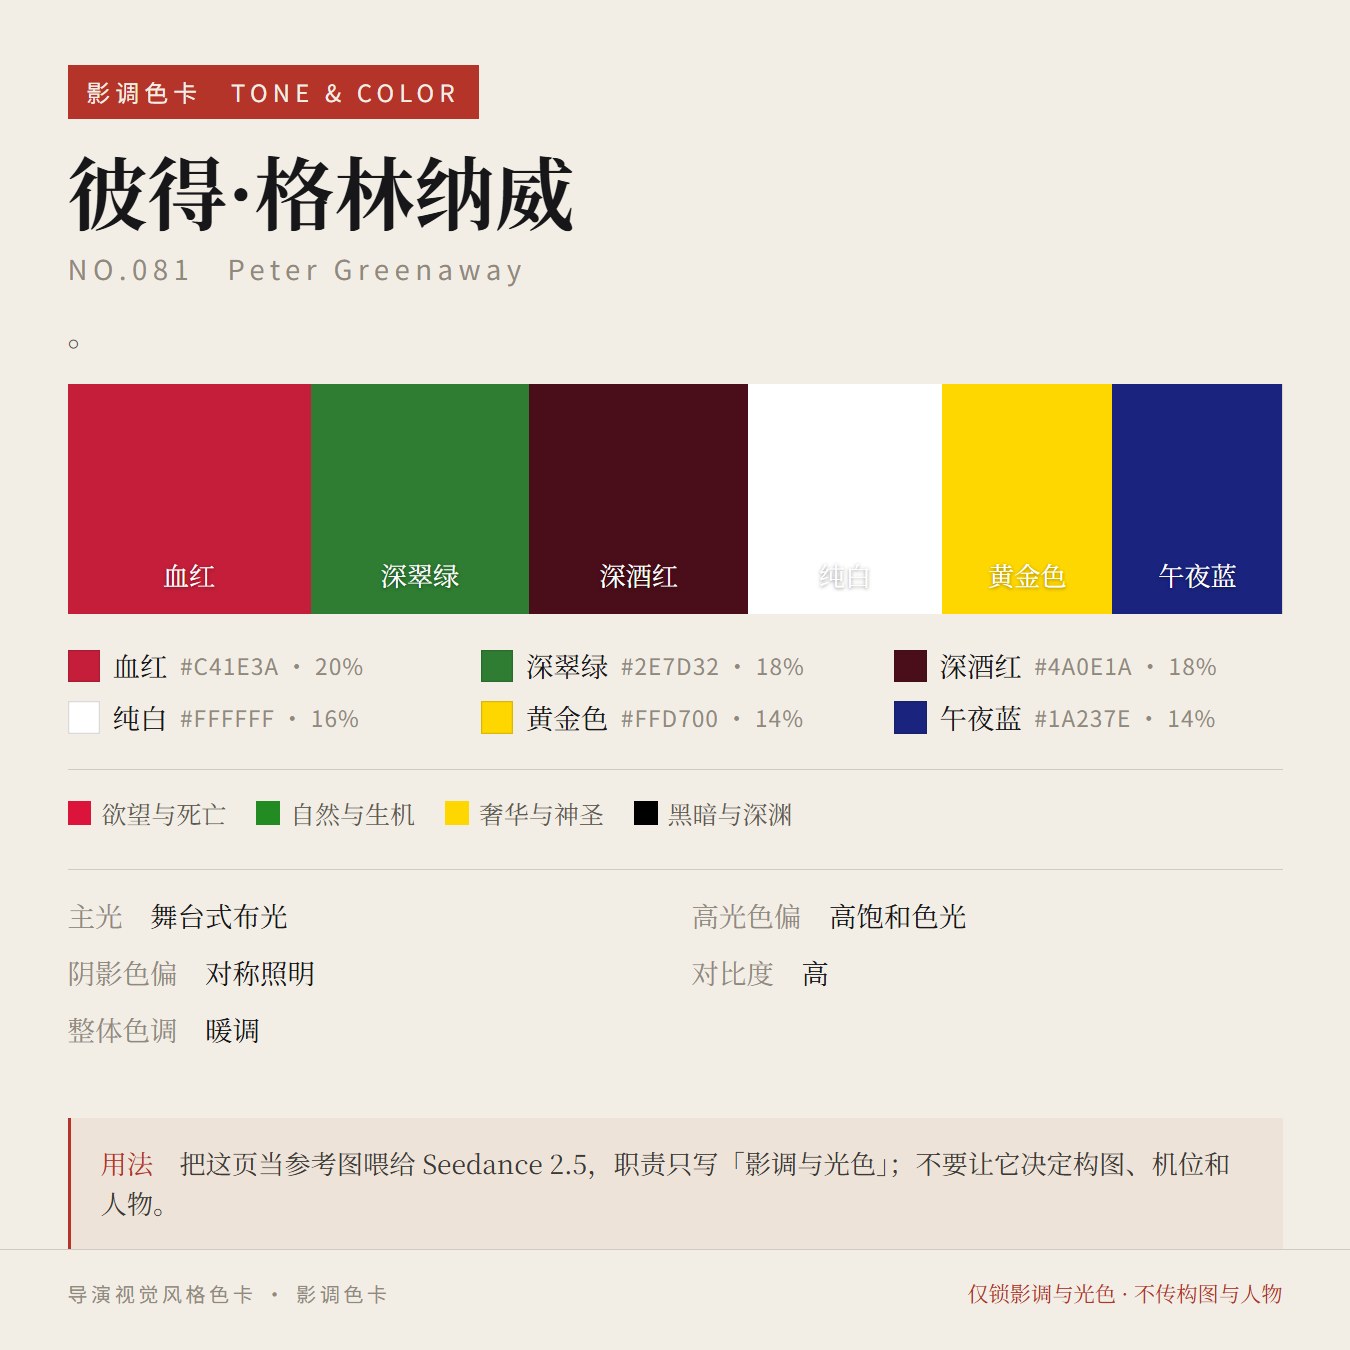 影调色卡 TONE & COLOR
彼得·格林纳威
NO.081 Peter Greenaway
。
血红 深翠绿 深酒红 纯白 黄金色 午夜蓝
血红 #C41E3A · 20% 深翠绿 #2E7D32 · 18% 深酒红 #4A0E1A · 18%
纯白 #FFFFFF · 16% 黄金色 #FFD700 · 14% 午夜蓝 #1A237E · 14%
欲望与死亡 自然与生机 奢华与神圣 黑暗与深渊
主光 舞台式布光 高光色偏 高饱和色光
阴影色偏 对称照明 对比度 高
整体色调 暖调
用法 把这页当参考图喂给 Seedance 2.5，职责只写「影调与光色」；不要让它决定构图、机位和
人物。
导演视觉风格色卡 · 影调色卡 仅锁影调与光色 · 不传构图与人物